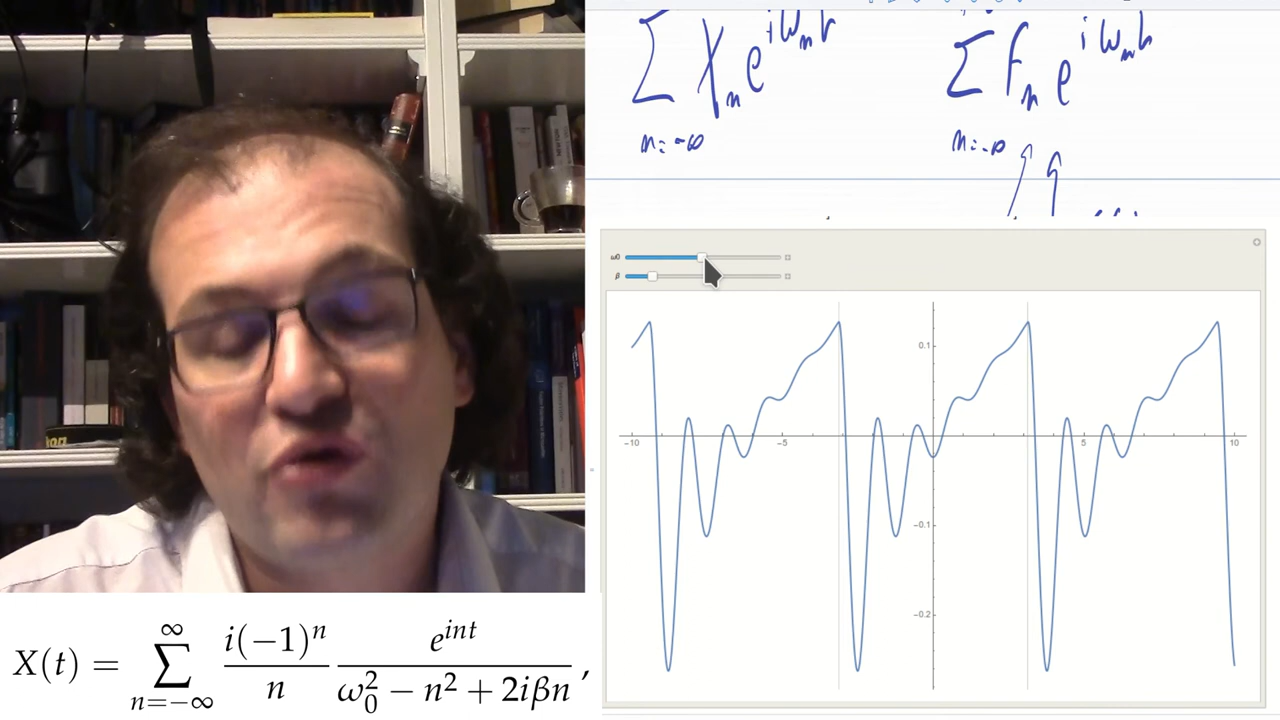 ∑ X_n e^{iω_n t} ∑ F_n e^{iω_n t}
n=-∞ n=-∞
ω0
β
0.1
-10 -5 5 10
-0.1
-0.2
X(t) = ∑_{n=-∞}^{∞} \frac{i(-1)^n}{n} \frac{e^{int}}{ω_0^2 - n^2 + 2iβn},